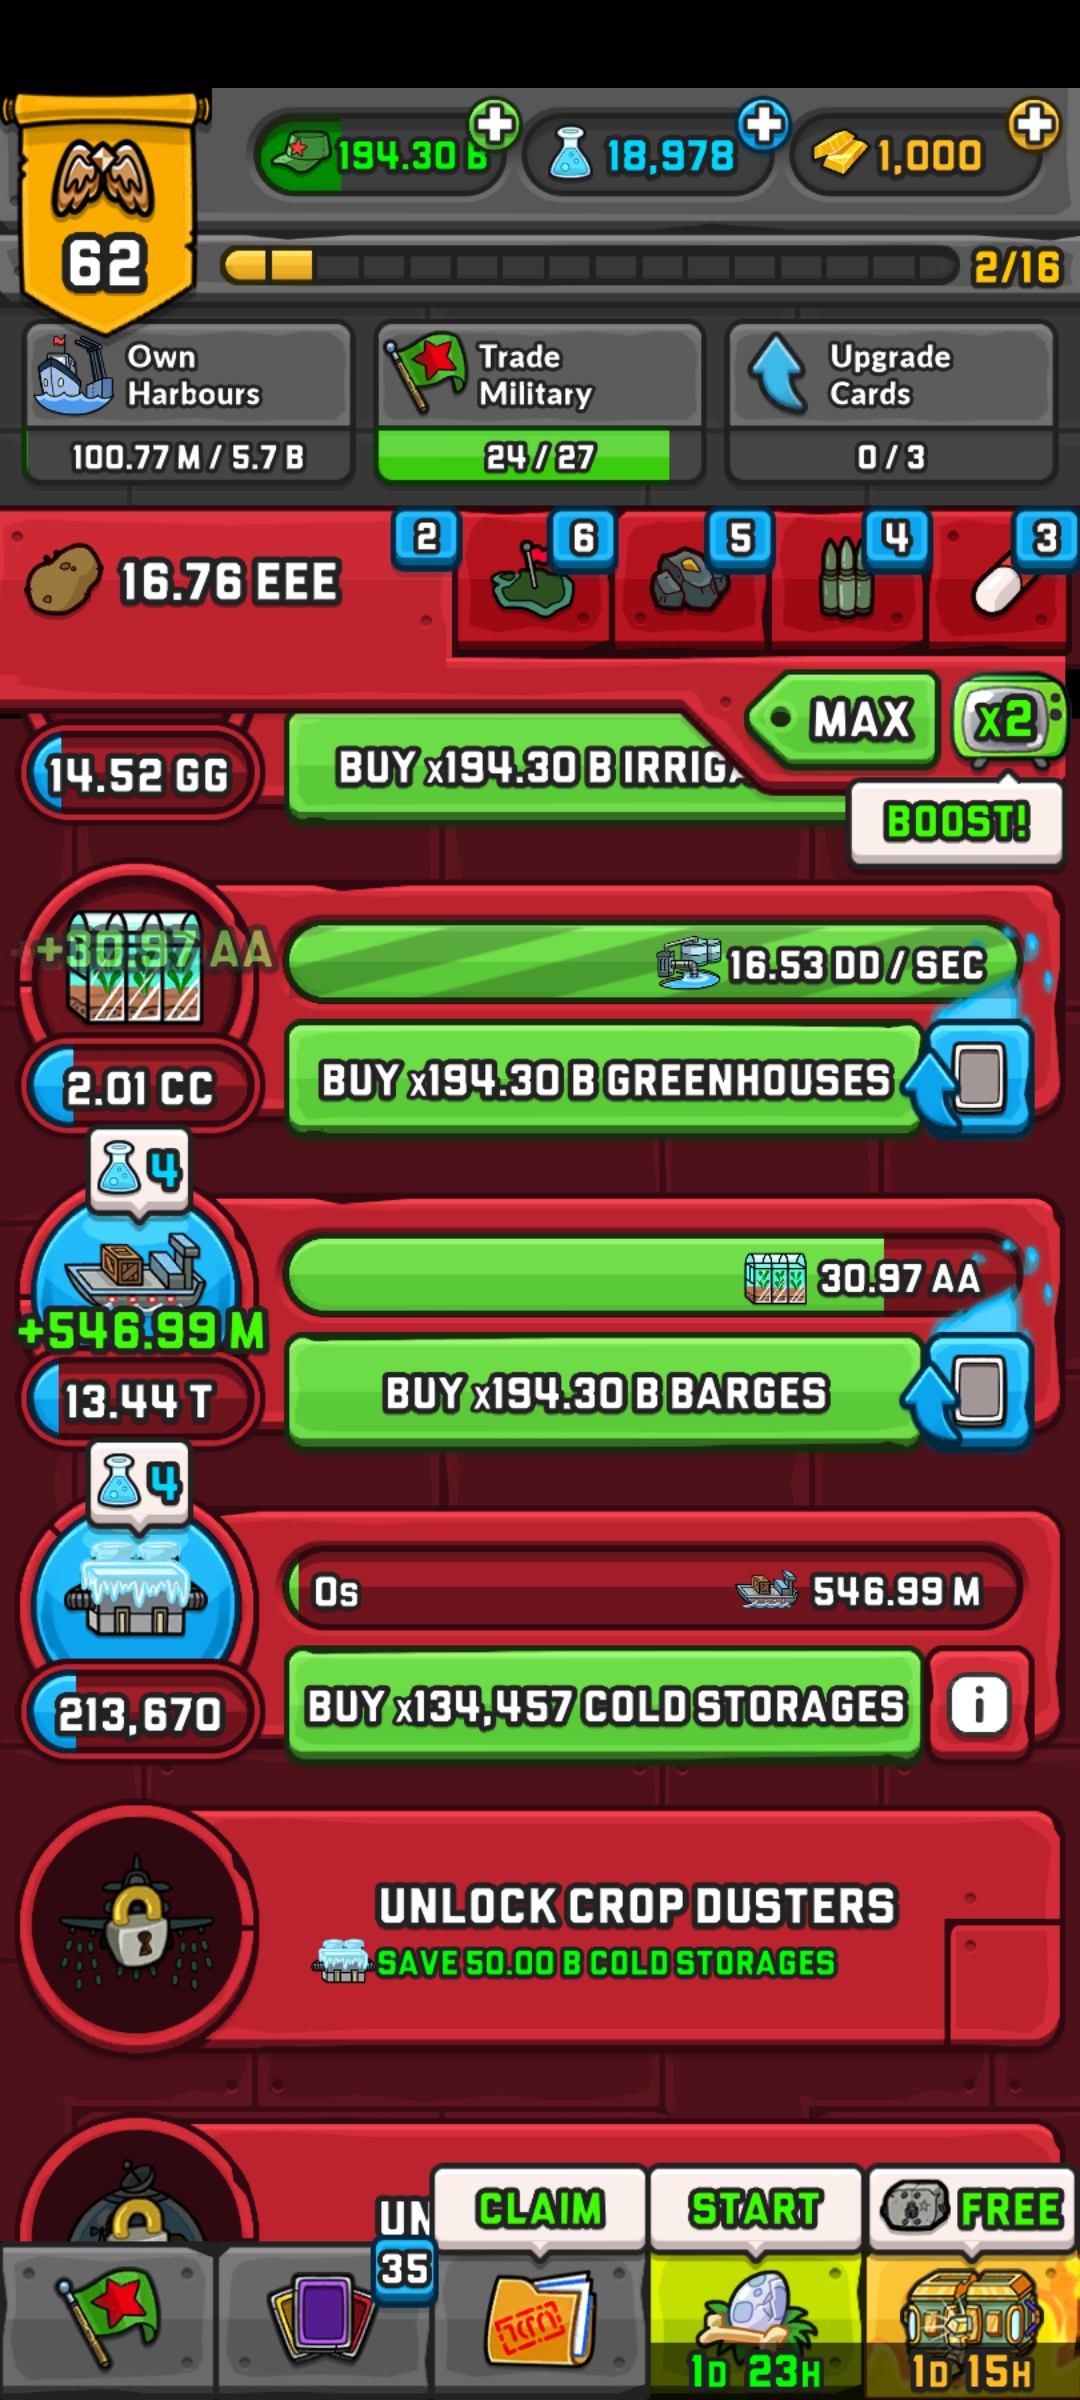 62
194.30 B
18,978
1,000
2/16
Own
Harbours
100.77 M / 5.7 B
Trade
Military
24 / 27
Upgrade
Cards
0 / 3
16.76 EEE
2
6
5
4
3
MAX
x2
BOOST!
14.52 GG
BUY x194.30 B IRRIGA
+30.97 AA
16.53 DD / SEC
2.01 CC
BUY x194.30 B GREENHOUSES
4
+546.99 M
30.97 AA
13.44 T
BUY x194.30 B BARGES
4
0s
546.99 M
213,670
BUY x134,457 COLD STORAGES
i
UNLOCK CROP DUSTERS
SAVE 50.00 B COLD STORAGES
UN
CLAIM
START
FREE
35
1D 23H
1D 15H